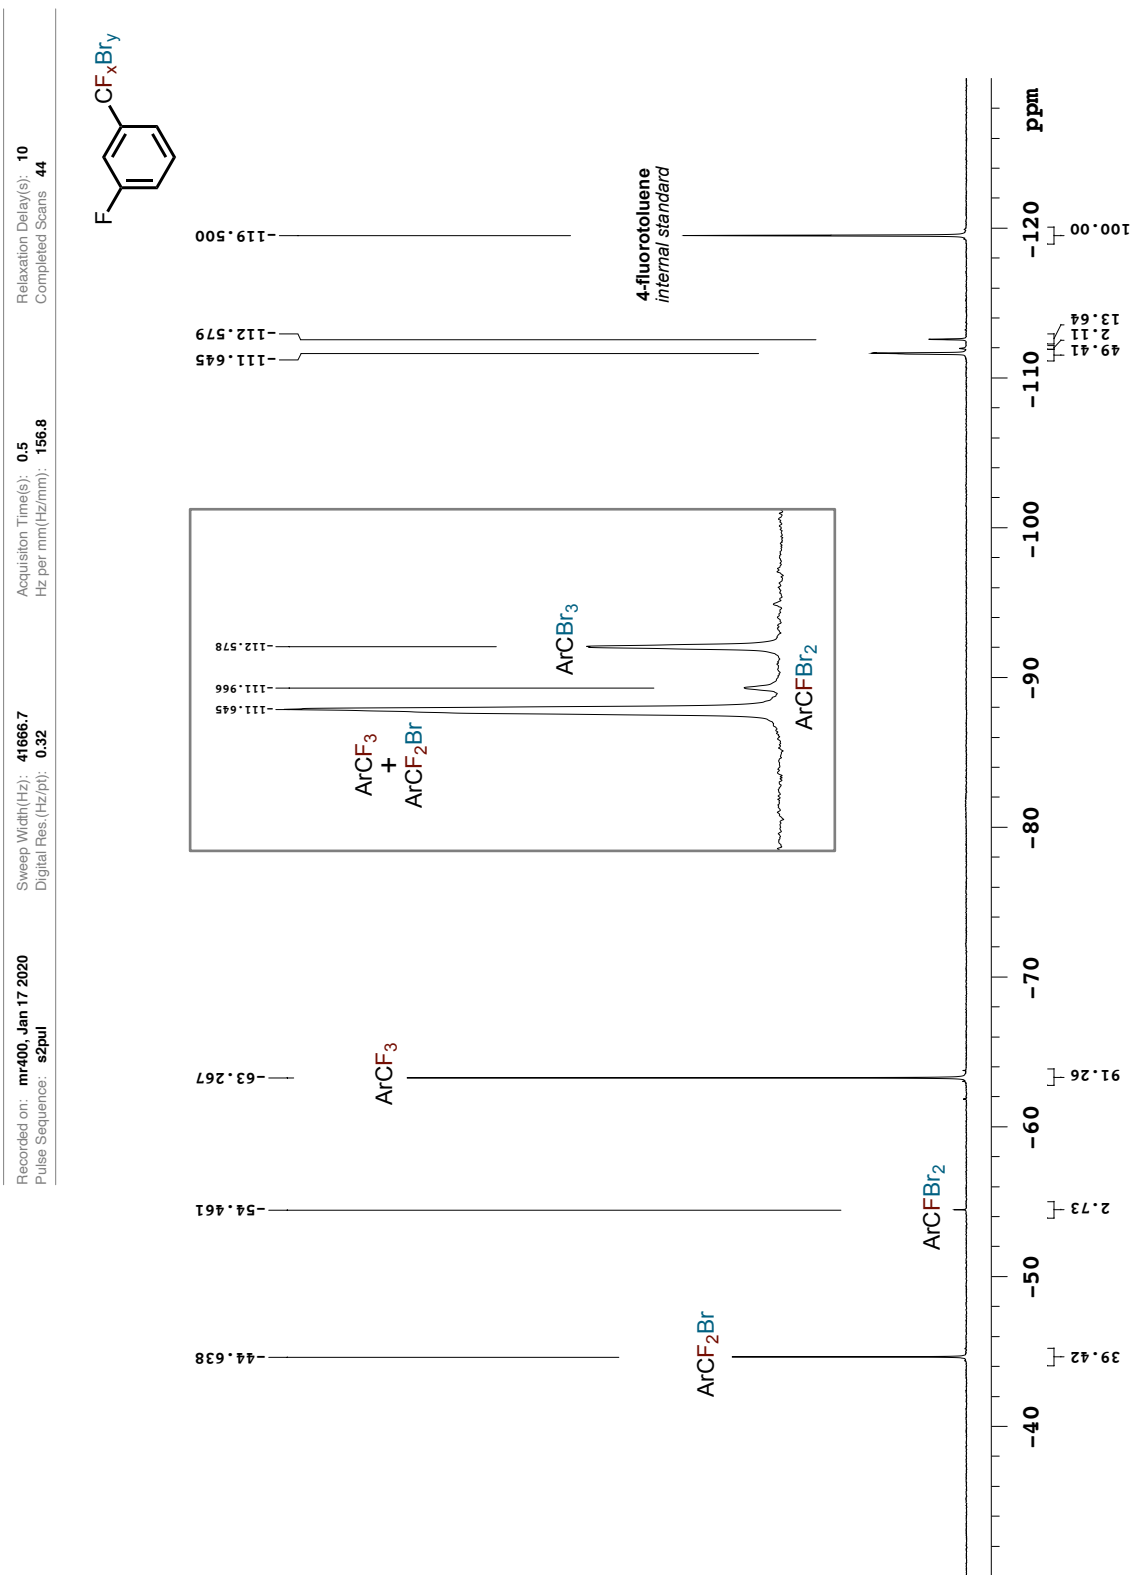 Recorded on: mr400, Jan 17 2020
Pulse Sequence: s2pul
Sweep Width(Hz): 41666.7
Digital Res.(Hz/pt): 0.32
Acquisiton Time(s): 0.5
Hz per mm(Hz/mm): 156.8
Relaxation Delay(s): 10
Completed Scans 44
F
CFxBry
-44.638
-54.461
-63.267
-111.645
-112.579
-119.500
ArCF2Br
ArCFBr2
ArCF3
4-fluorotoluene
internal standard
-111.645
-111.966
-112.578
ArCF3
+
ArCF2Br
ArCFBr2
ArCBr3
-40
-50
-60
-70
-80
-90
-100
-110
-120
ppm
39.42
2.73
91.26
49.41
2.11
13.64
100.00